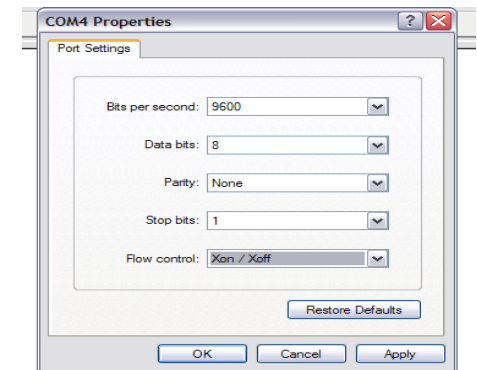 COM4 Properties
Port Settings
Bits per second: 9600
Data bits: 8
Parity: None
Stop bits: 1
Flow control: Xon / Xoff
Restore Defaults
OK Cancel Apply